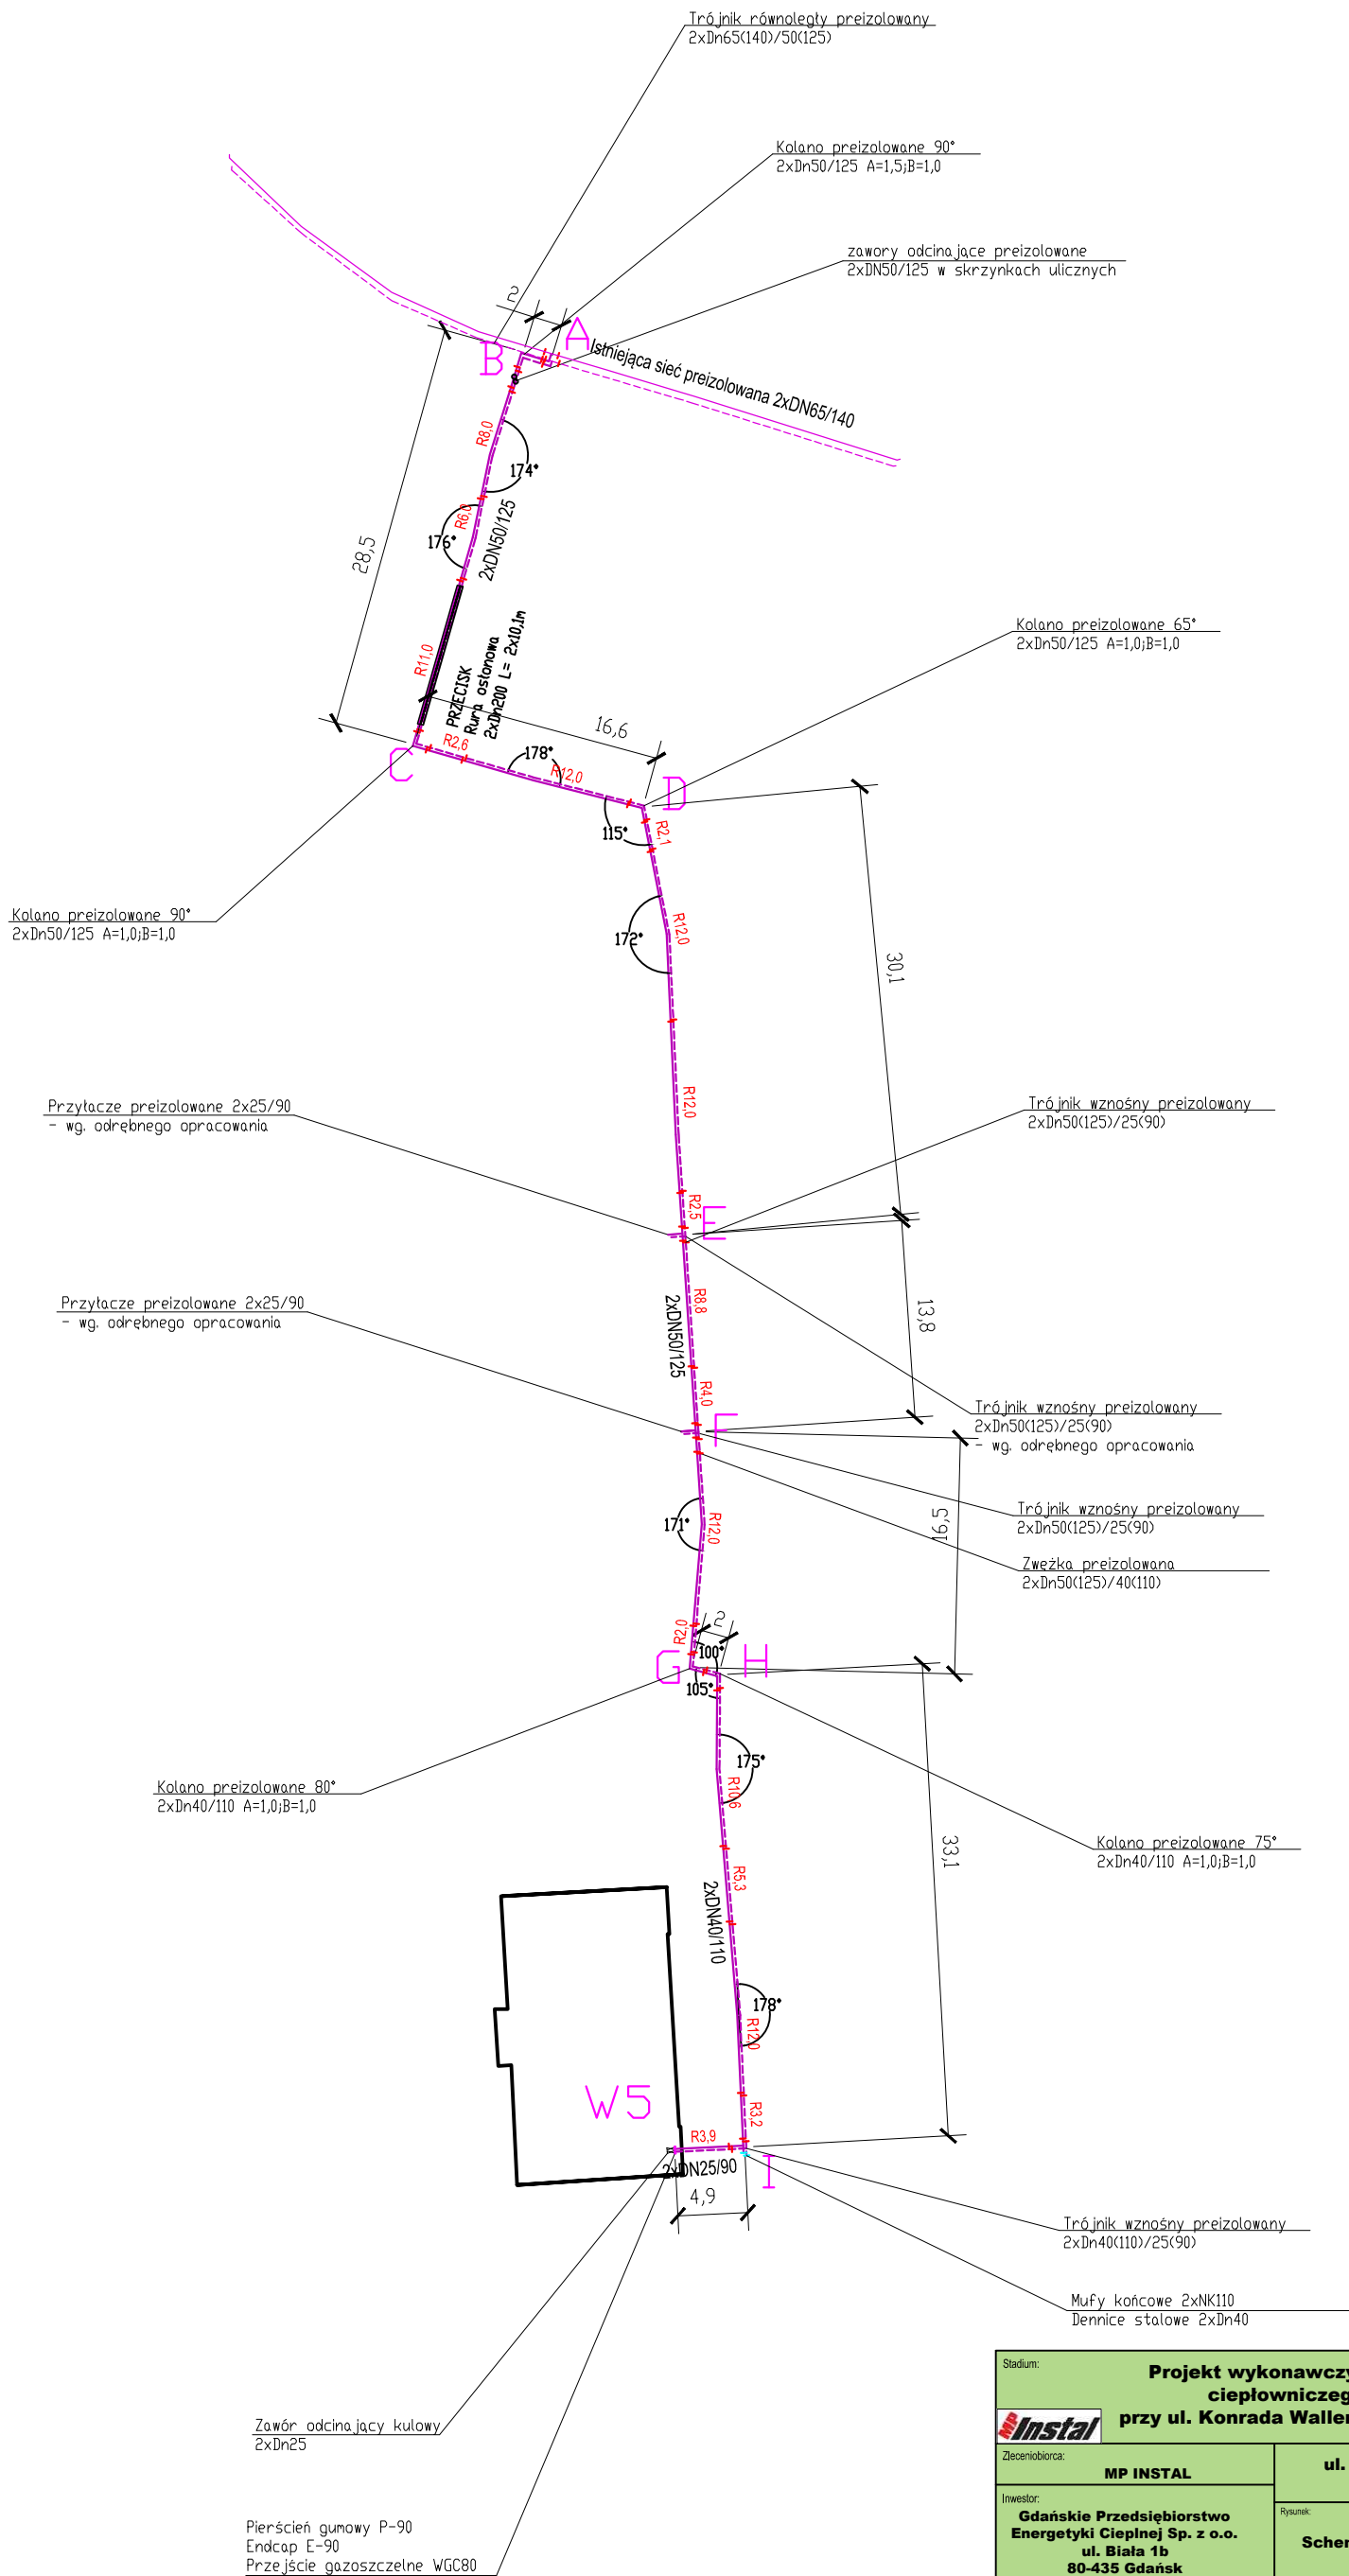 Trójnik równoległy preizolowany
2xDn65(140)/50(125)
Kolano preizolowane 90°
2xDn50/125 A=1,5;B=1,0
zawory odcinające preizolowane
2xDN50/125 w skrzynkach ulicznych
2
A
B
Istniejąca sieć preizolowana 2xDN65/140
R8,0
174°
R6,0
176°
2xDN50/125
28,5
R11,0
PRZECISK
Rura osłonowa
2xDn200 L= 2x10,1m
Kolano preizolowane 65°
2xDn50/125 A=1,0;B=1,0
16,6
C
R2,6
178°
R12,0
D
115°
R2,1
Kolano preizolowane 90°
2xDn50/125 A=1,0;B=1,0
172°
R12,0
30,1
Przyłącze preizolowane 2x25/90
- wg. odrębnego opracowania
R12,0
Trójnik wznośny preizolowany
2xDn50(125)/25(90)
R2,5
E
Przyłącze preizolowane 2x25/90
- wg. odrębnego opracowania
R8,8
2xDN50/125
13,8
R4,0
F
Trójnik wznośny preizolowany
2xDn50(125)/25(90)
- wg. odrębnego opracowania
171°
R12,0
16,5
Trójnik wznośny preizolowany
2xDn50(125)/25(90)
Zwężka preizolowana
2xDn50(125)/40(110)
R2,0
2
100°
G
H
105°
175°
R10,6
Kolano preizolowane 80°
2xDn40/110 A=1,0;B=1,0
33,1
Kolano preizolowane 75°
2xDn40/110 A=1,0;B=1,0
R5,3
2xDN40/110
178°
R12,0
W5
R3,2
R3,9
2xDN25/90
I
4,9
Trójnik wznośny preizolowany
2xDn40(110)/25(90)
Mufy końcowe 2xNK110
Dennice stalowe 2xDn40
Zawór odcinający kulowy
2xDn25
Pierścień gumowy P-90
Endcap E-90
Przejście gazoszczelne WGC80
Stadium:
Projekt wykonawczy
ciepłowniczeg
przy ul. Konrada Waller
MP Instal
Zleceniobiorca:
MP INSTAL
ul.
Inwestor:
Gdańskie Przedsiębiorstwo
Energetyki Cieplnej Sp. z o.o.
ul. Biała 1b
80-435 Gdańsk
Rysunek:
Schem